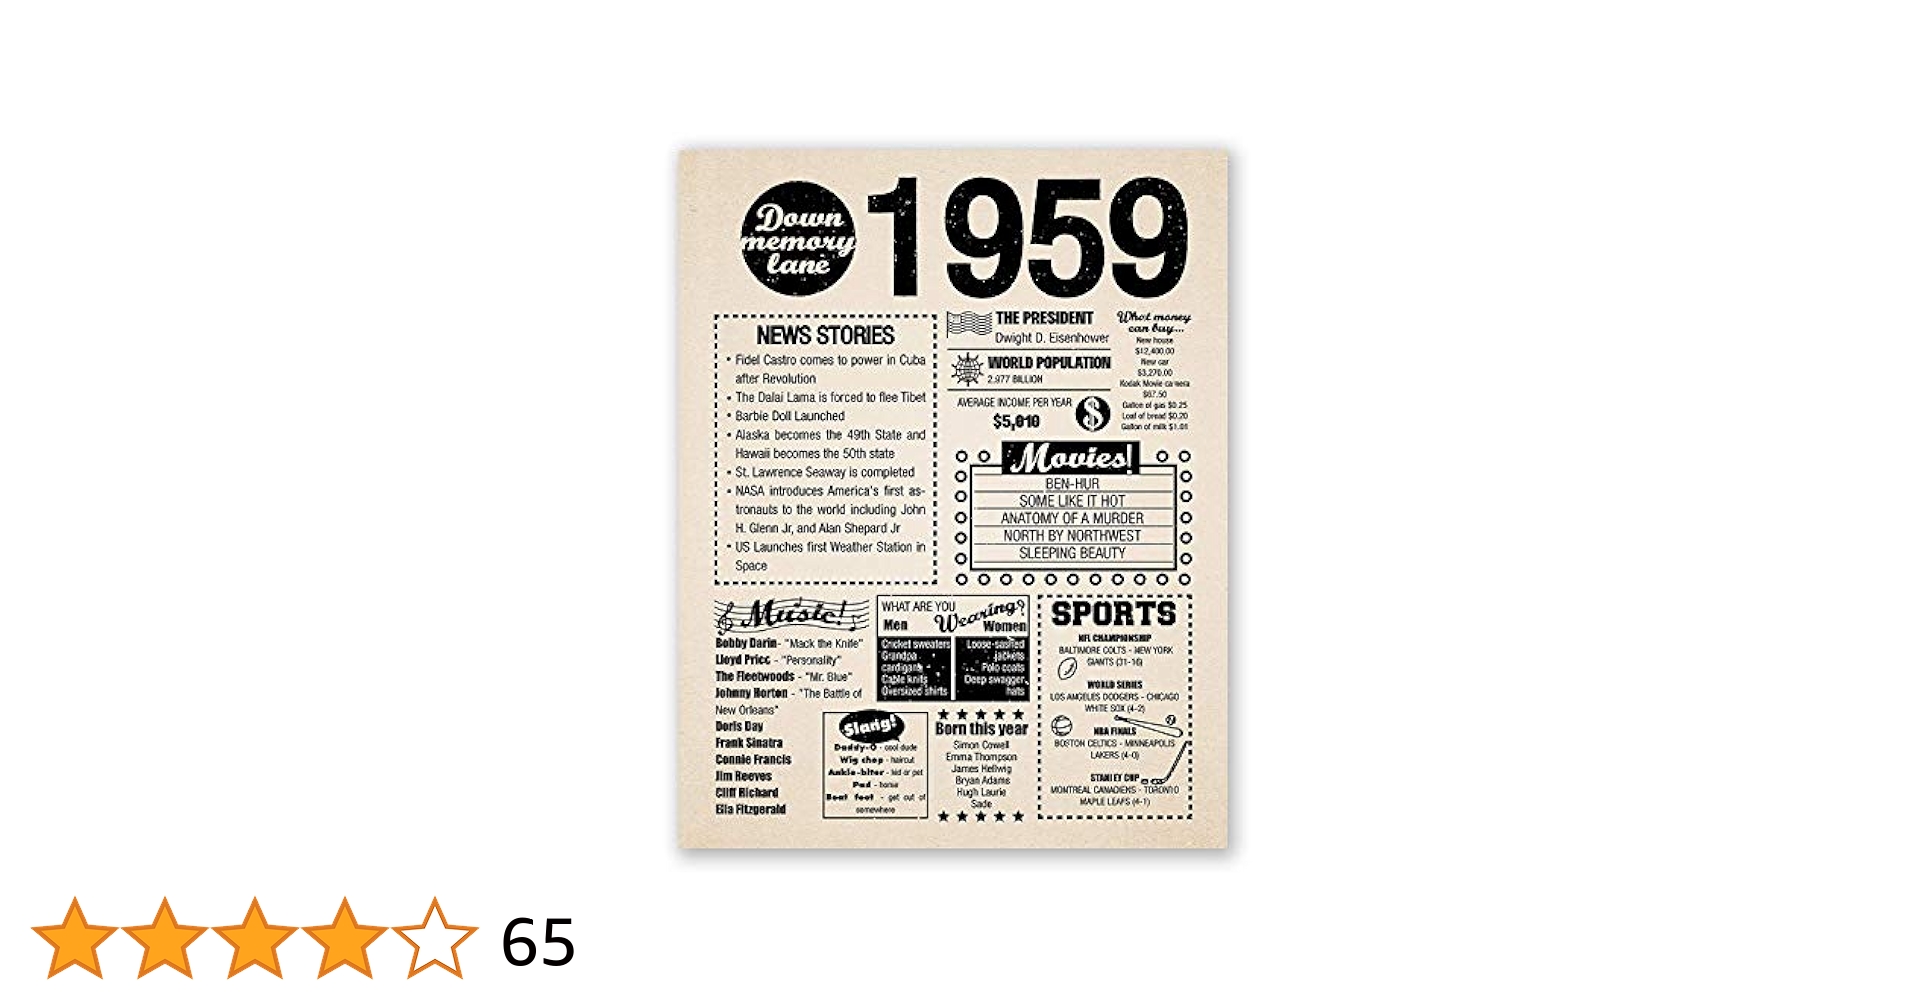 Down
memory
lane
1959
NEWS STORIES
• Fidel Castro comes to power in Cuba
after Revolution
• The Dalai Lama is forced to flee Tibet
• Barbie Doll Launched
• Alaska becomes the 49th State and
Hawaii becomes the 50th state
• St. Lawrence Seaway is completed
• NASA introduces America's first as-
tronauts to the world including John
H. Glenn Jr, and Alan Shepard Jr
• US Launches first Weather Station in
Space
THE PRESIDENT
Dwight D. Eisenhower
WORLD POPULATION
2.977 BILLION
AVERAGE INCOME PER YEAR
$5,010
$
What money
can buy...
New house
$12,400.00
New car
$3,270.00
Kodak Movie camera
$67.50
Gallon of gas $0.25
Loaf of bread $0.20
Gallon of milk $1.01
Movies!
BEN-HUR
SOME LIKE IT HOT
ANATOMY OF A MURDER
NORTH BY NORTHWEST
SLEEPING BEAUTY
Music!
Bobby Darin- "Mack the Knife"
Lloyd Price - "Personality"
The Fleetwoods - "Mr. Blue"
Johnny Horton - "The Battle of
New Orleans"
Doris Day
Frank Sinatra
Connie Francis
Jim Reeves
Cliff Richard
Ella Fitzgerald
WHAT ARE YOU
Wearing?
Men
Cricket sweaters
Grandpa
cardigans
Cable knits
Oversized shirts
Women
Loose-sashed
jackets
Polo coats
Deep swagger
hats
Slang!
Daddy-O - cool dude
Wig chop - haircut
Ankle-biter - kid or pet
Pad - home
Beat feet - get out of
somewhere
Born this year
Simon Cowell
Emma Thompson
James Hellwig
Bryan Adams
Hugh Laurie
Sade
SPORTS
NFL CHAMPIONSHIP
BALTIMORE COLTS - NEW YORK
GIANTS (31-16)
WORLD SERIES
LOS ANGELES DODGERS - CHICAGO
WHITE SOX (4-2)
NBA FINALS
BOSTON CELTICS - MINNEAPOLIS
LAKERS (4-0)
STANLEY CUP
MONTREAL CANADIENS - TORONTO
MAPLE LEAFS (4-1)
65